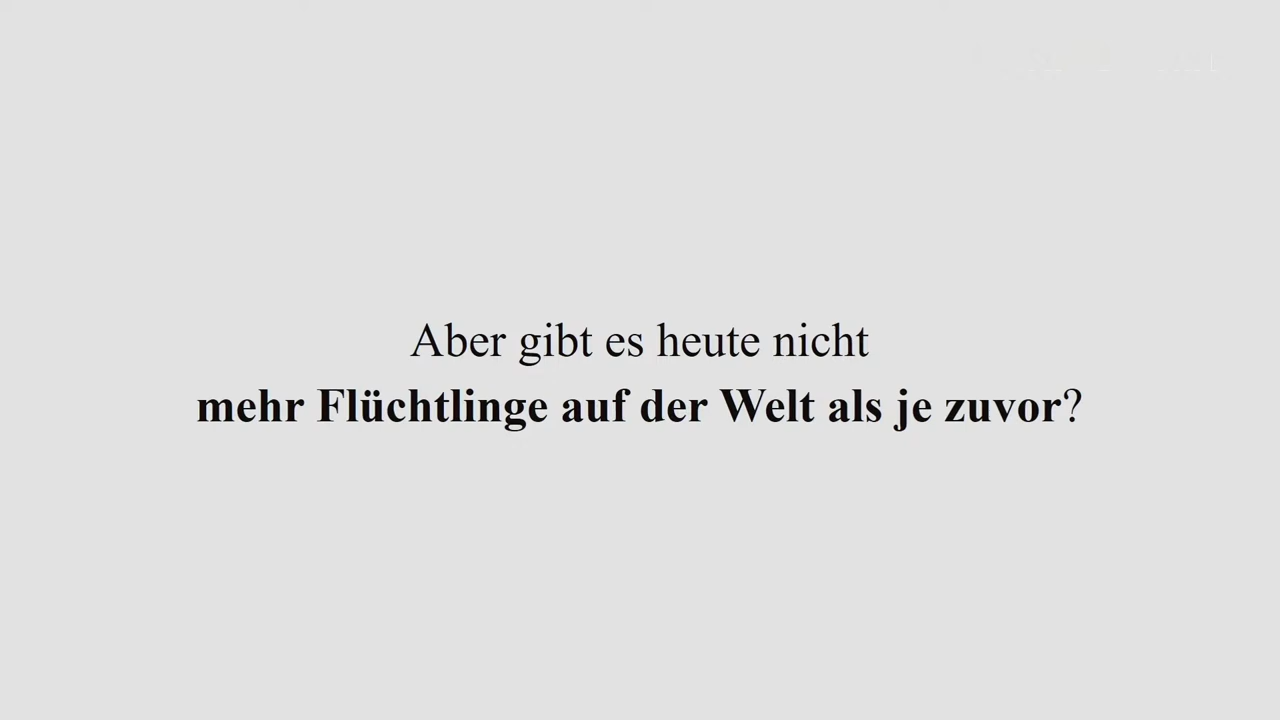 Aber gibt es heute nicht
mehr Flüchtlinge auf der Welt als je zuvor?